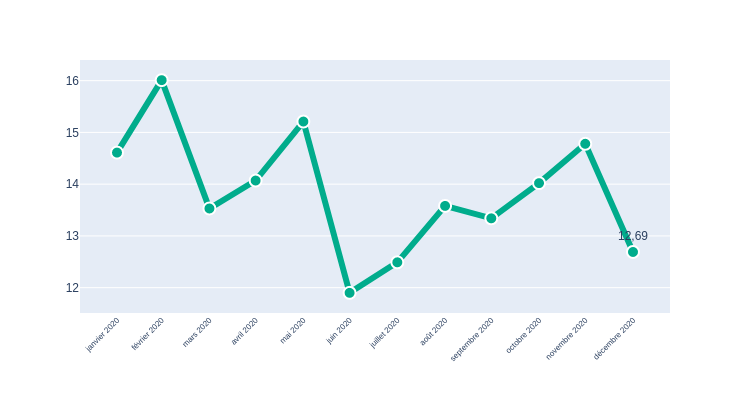 16
15
14
13
12
12,69
janvier 2020
février 2020
mars 2020
avril 2020
mai 2020
juin 2020
juillet 2020
août 2020
septembre 2020
octobre 2020
novembre 2020
décembre 2020